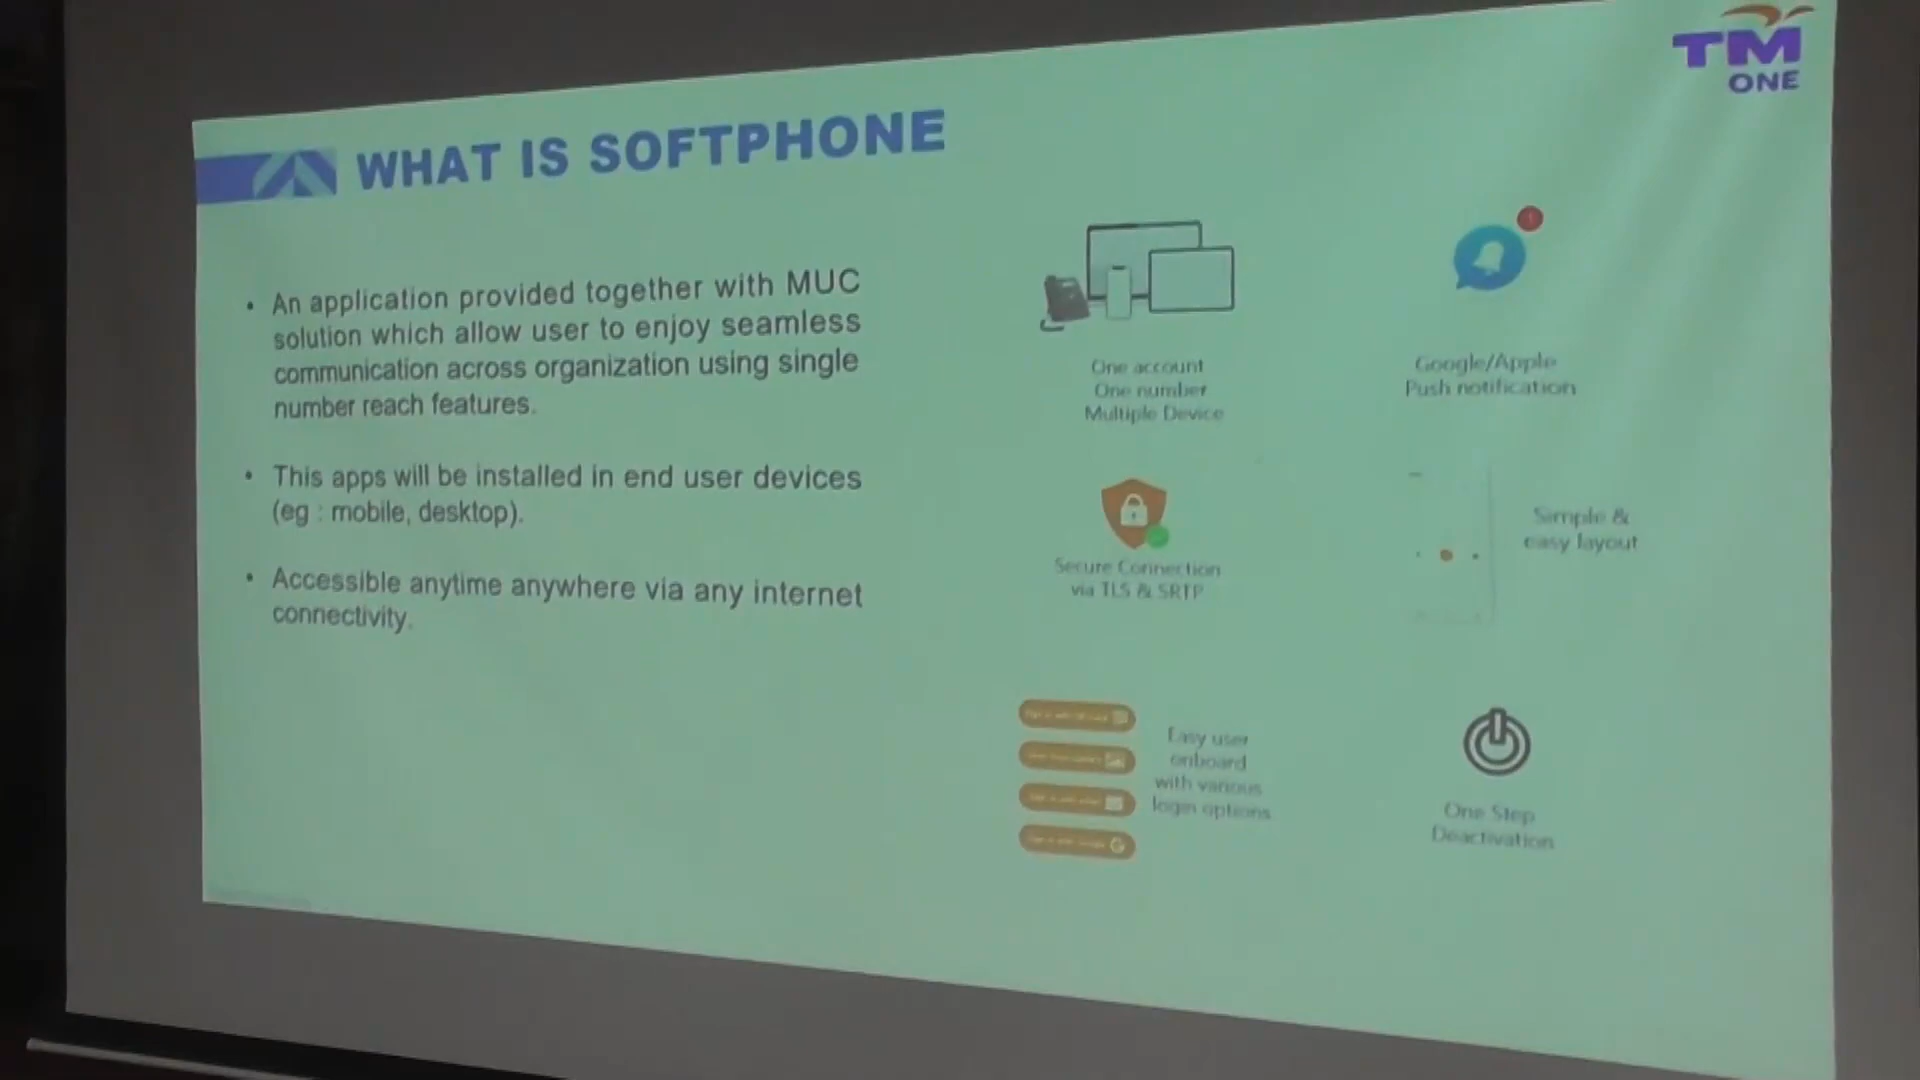 TM
ONE
WHAT IS SOFTPHONE
• An application provided together with MUC
solution which allow user to enjoy seamless
communication across organization using single
number reach features.
• This apps will be installed in end user devices
(eg : mobile, desktop).
• Accessible anytime anywhere via any internet
connectivity.
One account
One number
Multiple Device
Google/Apple
Push notification
Secure Connection
via TLS & SRTP
Simple &
easy layout
Easy user
onboard
with various
login options
One Step
Deactivation